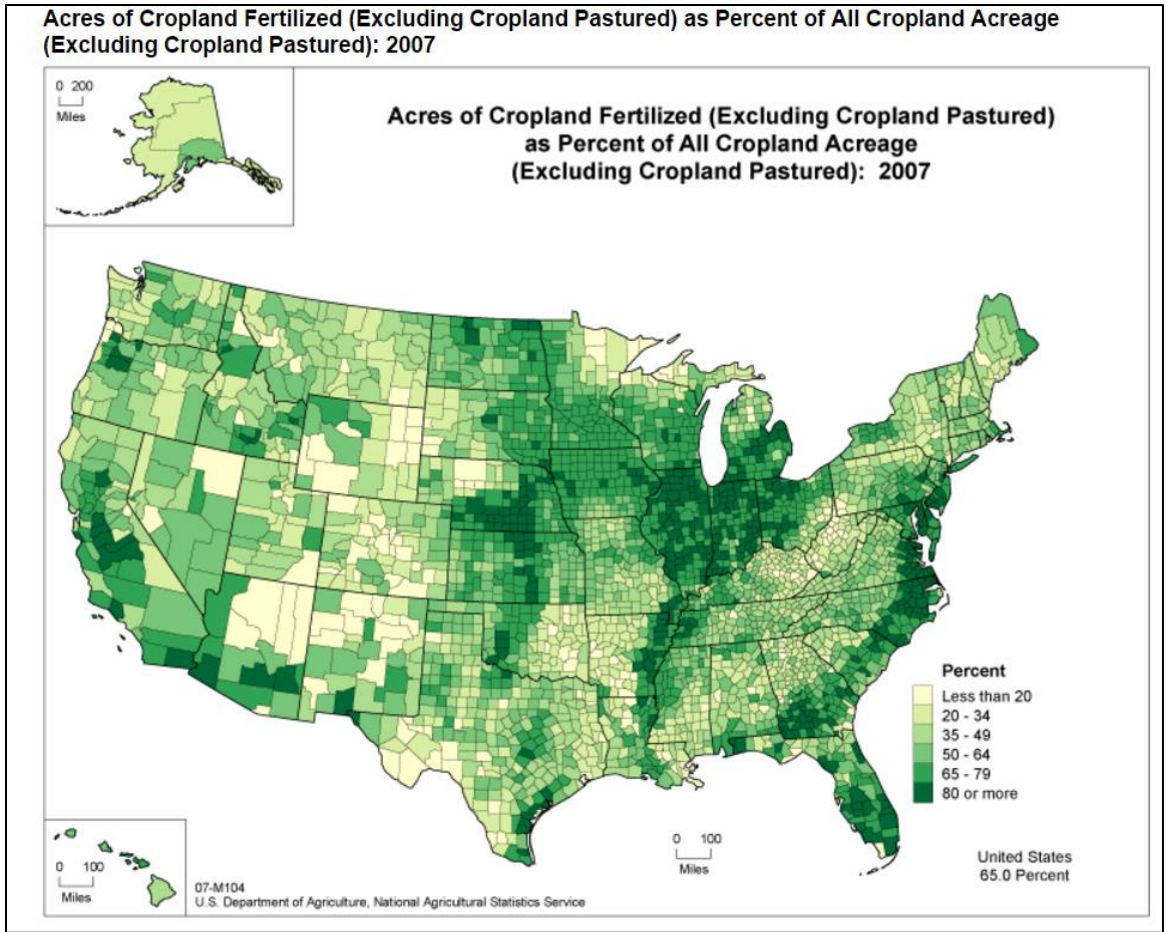 Acres of Cropland Fertilized (Excluding Cropland Pastured) as Percent of All Cropland Acreage
(Excluding Cropland Pastured): 2007
0 200
Miles
Acres of Cropland Fertilized (Excluding Cropland Pastured)
as Percent of All Cropland Acreage
(Excluding Cropland Pastured): 2007
Percent
Less than 20
20 - 34
35 - 49
50 - 64
65 - 79
80 or more
0 100
Miles
0 100
Miles
United States
65.0 Percent
07-M104
U.S. Department of Agriculture, National Agricultural Statistics Service